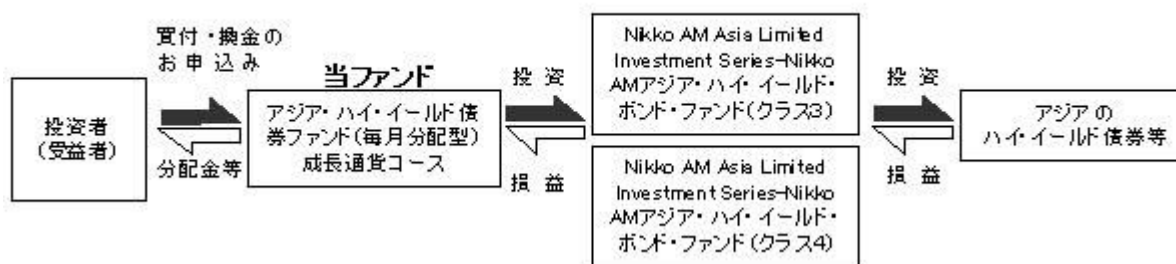 買付・換金の
お申込み
投資者
(受益者)
分配金等
当ファンド
アジア・ハイ・イールド債
券ファンド(毎月分配型)
成長通貨コース
投資
損益
Nikko AM Asia Limited
Investment Series-Nikko
AMアジア・ハイ・イールド・
ボンド・ファンド(クラス3)
Nikko AM Asia Limited
Investment Series-Nikko
AMアジア・ハイ・イールド・
ボンド・ファンド(クラス4)
投資
損益
アジアの
ハイ・イールド債券等